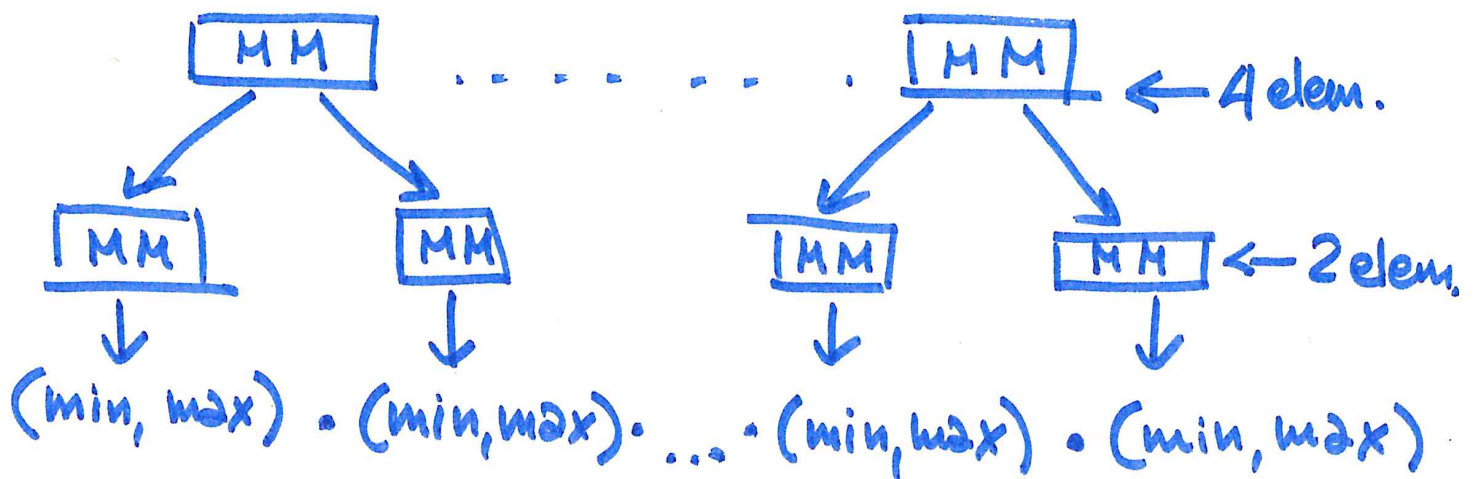 MM . . . . . . . MM ← 4 elem.
MM MM MM MM ← 2 elem.
(min, max) . (min, max) . ... . (min, max) . (min, max)